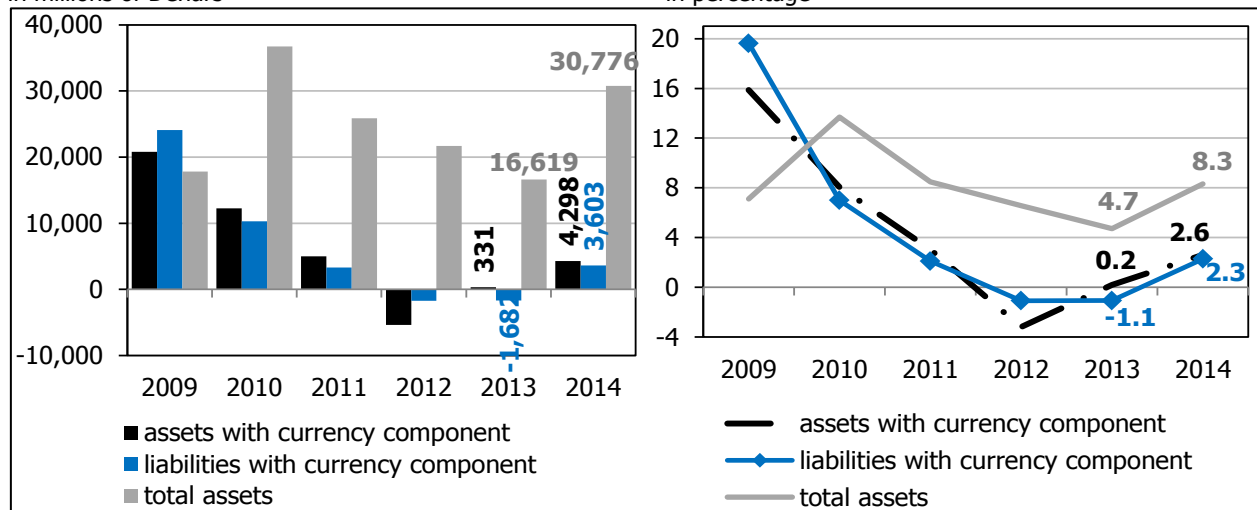 in millions of Denars
40,000
30,000
20,000
10,000
0
-10,000
30,776
16,619
4,298
3,603
331
-1,682
2009 2010 2011 2012 2013 2014
assets with currency component
liabilities with currency component
total assets
in percentage
20
16
12
8
4
0
-4
8.3
4.7
2.6
0.2
2.3
-1.1
2009 2010 2011 2012 2013 2014
assets with currency component
liabilities with currency component
total assets